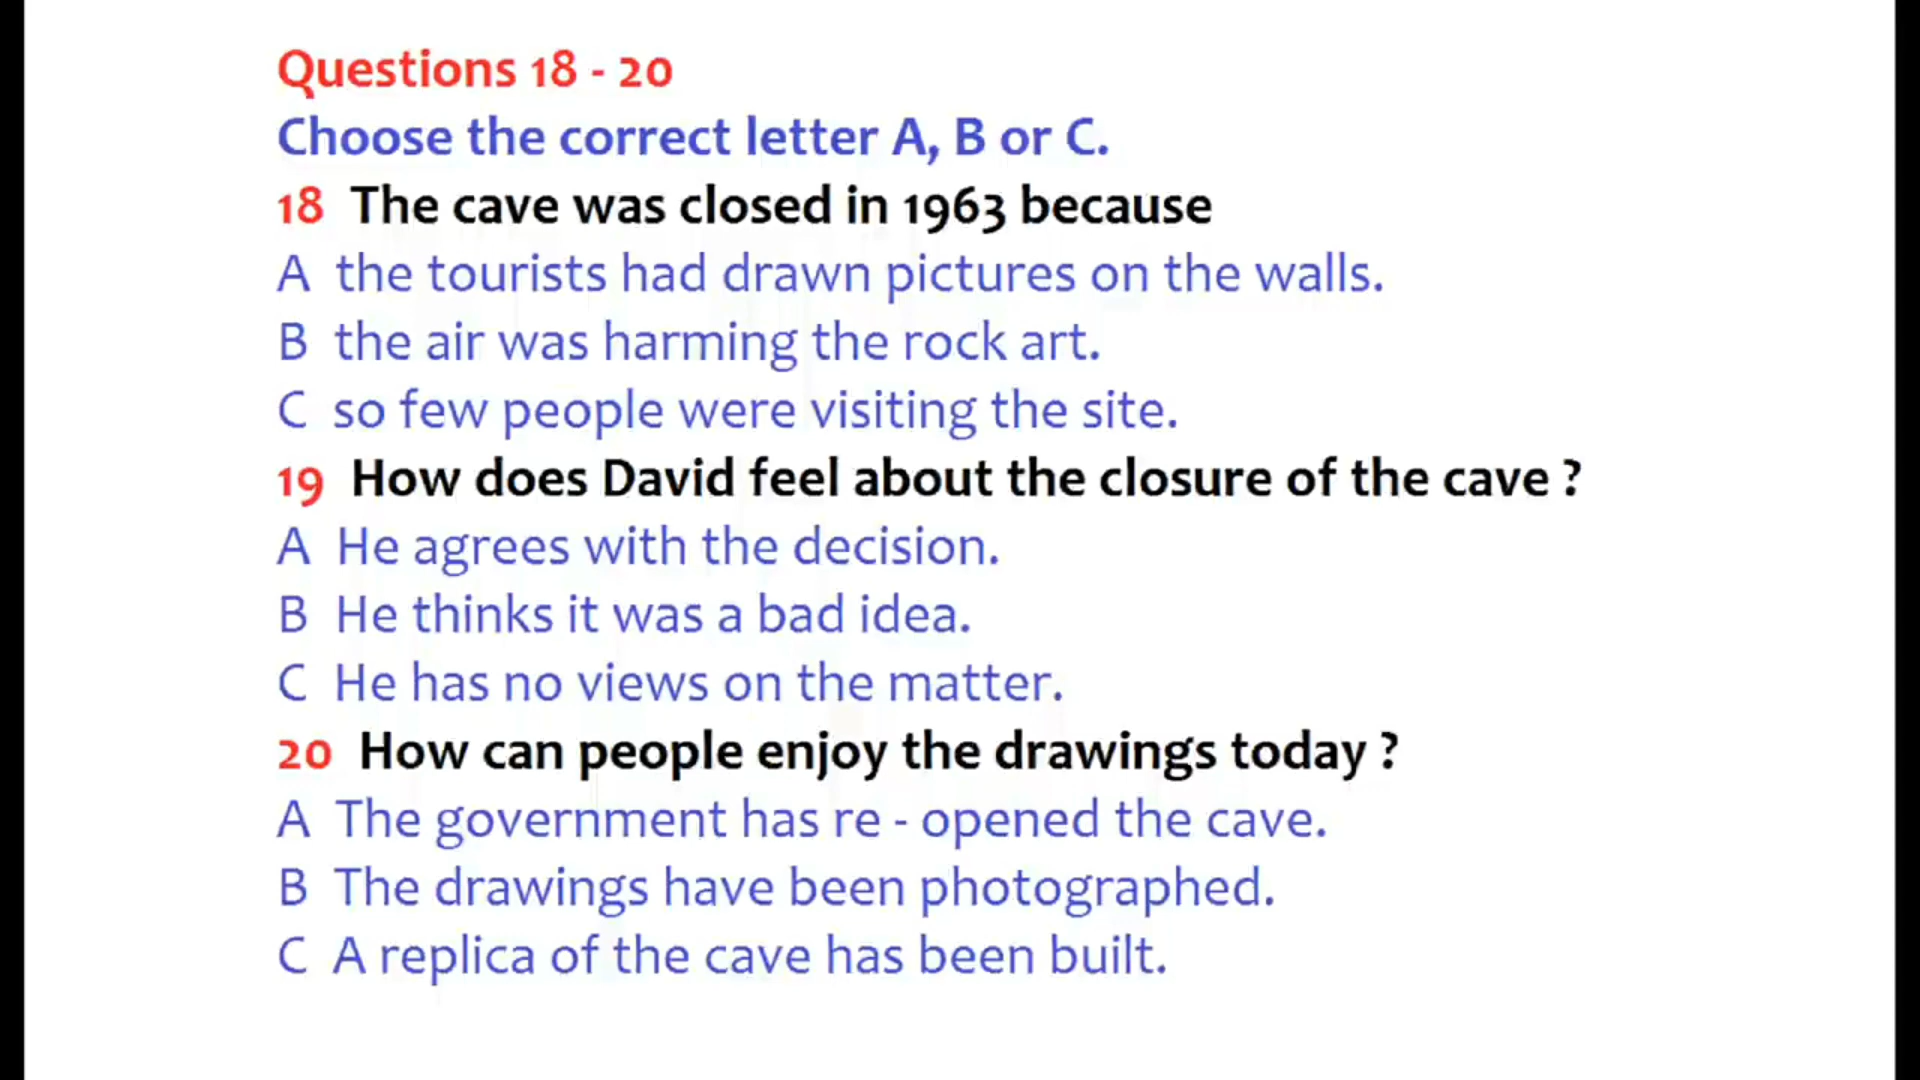 Questions 18 - 20
Choose the correct letter A, B or C.
18 The cave was closed in 1963 because
A the tourists had drawn pictures on the walls.
B the air was harming the rock art.
C so few people were visiting the site.
19 How does David feel about the closure of the cave ?
A He agrees with the decision.
B He thinks it was a bad idea.
C He has no views on the matter.
20 How can people enjoy the drawings today ?
A The government has re - opened the cave.
B The drawings have been photographed.
C A replica of the cave has been built.